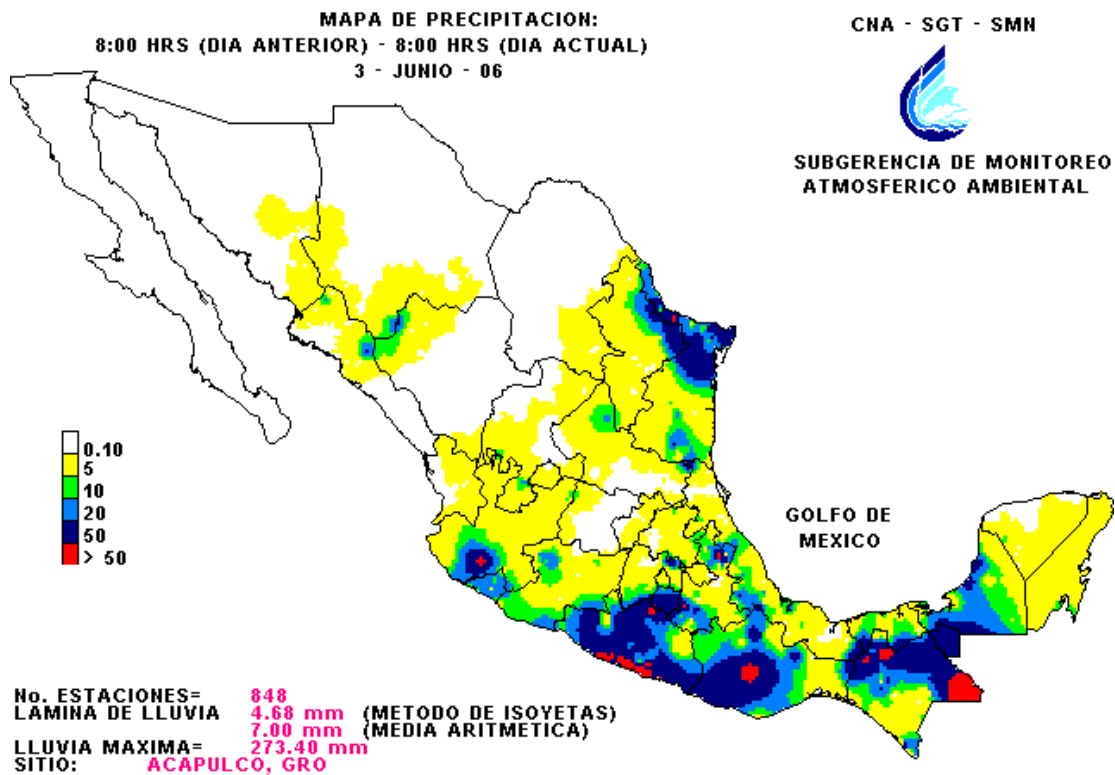 MAPA DE PRECIPITACION:
8:00 HRS (DIA ANTERIOR) - 8:00 HRS (DIA ACTUAL)
3 - JUNIO - 06
CNA - SGT - SMN
SUBGERENCIA DE MONITOREO
ATMOSFERICO AMBIENTAL
0.10
5
10
20
50
> 50
GOLFO DE
MEXICO
No. ESTACIONES= 848
LAMINA DE LLUVIA 4.68 mm (METODO DE ISOYETAS)
7.00 mm (MEDIA ARITMETICA)
LLUVIA MAXIMA= 273.40 mm
SITIO: ACAPULCO, GRO